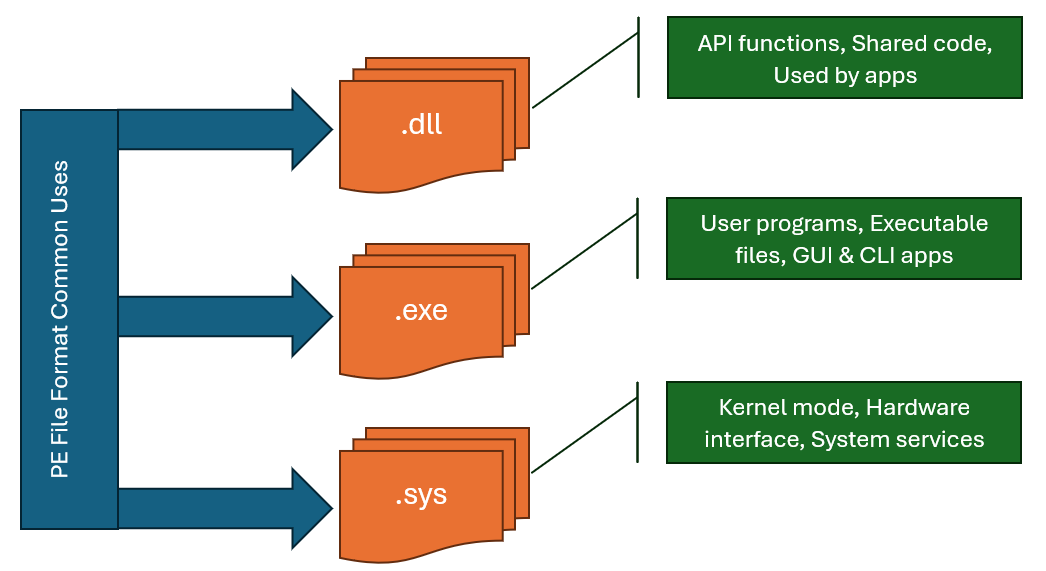 PE File Format Common Uses
.dll
API functions, Shared code,
Used by apps
.exe
User programs, Executable
files, GUI & CLI apps
.sys
Kernel mode, Hardware
interface, System services